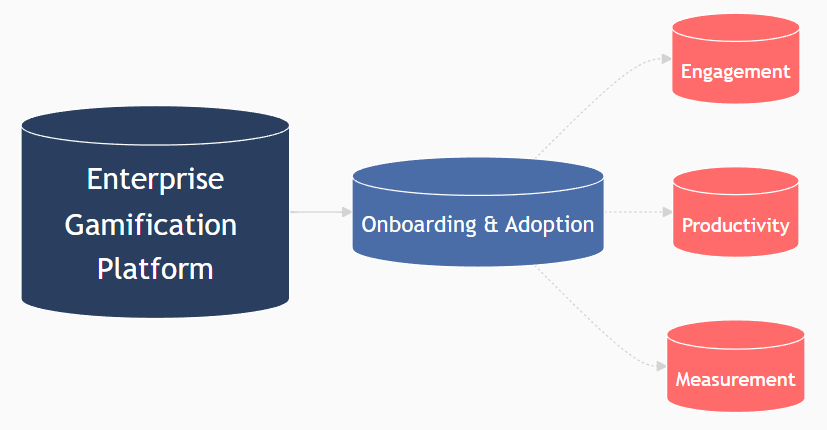 Enterprise
Gamification
Platform
Onboarding & Adoption
Engagement
Productivity
Measurement